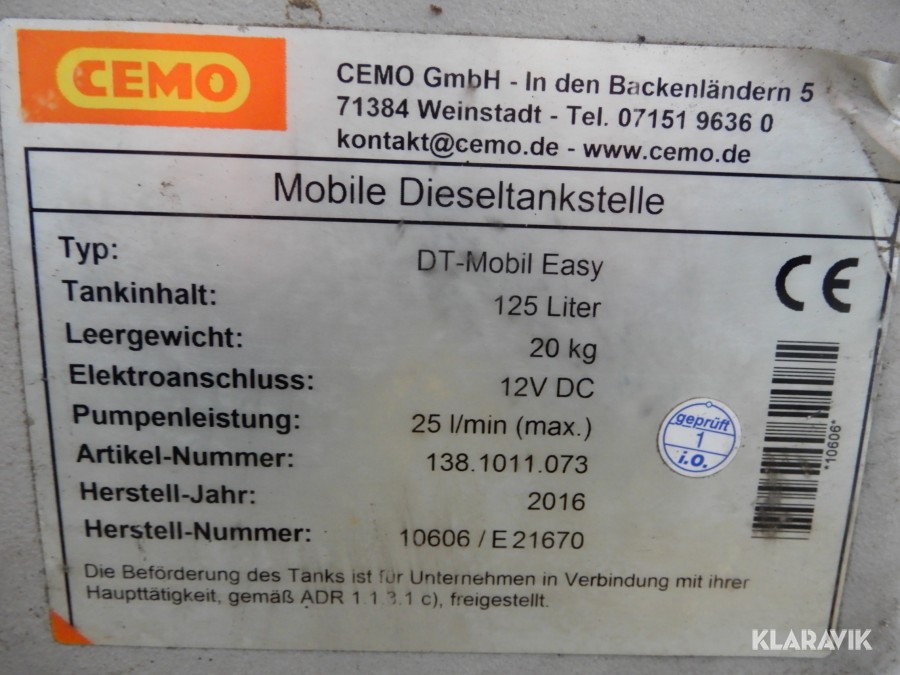 CEMO
CEMO GmbH - In den Backenländern 5
71384 Weinstadt - Tel. 07151 9636 0
kontakt@cemo.de - www.cemo.de
Mobile Dieseltankstelle
Typ: DT-Mobil Easy
Tankinhalt: 125 Liter
Leergewicht: 20 kg
Elektroanschluss: 12V DC
Pumpenleistung: 25 l/min (max.)
Artikel-Nummer: 138.1011.073
Herstell-Jahr: 2016
Herstell-Nummer: 10606 / E 21670
CE
geprüft
1
i.O.
*10606*
Die Beförderung des Tanks ist für Unternehmen in Verbindung mit ihrer
Haupttätigkeit, gemäß ADR 1.1.3.1 c), freigestellt.
KLARAVIK